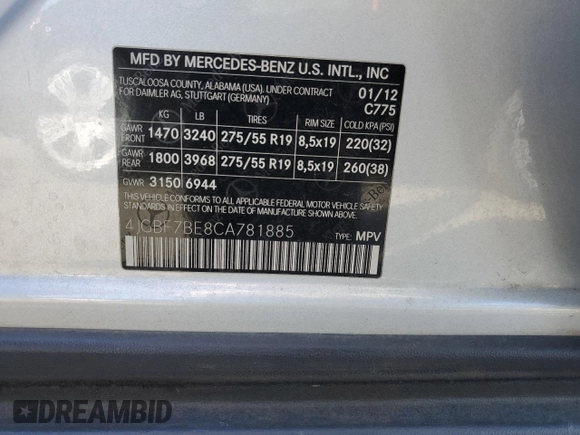 MFD BY MERCEDES-BENZ U.S. INTL., INC
TUSCALOOSA COUNTY, ALABAMA (USA). UNDER CONTRACT
FOR DAIMLER AG, STUTTGART (GERMANY)
01/12
C775
KG LB TIRES RIM SIZE COLD KPA (PSI)
GAWR FRONT 1470 3240 275/55 R19 8,5x19 220(32)
GAWR REAR 1800 3968 275/55 R19 8,5x19 260(38)
GVWR 3150 6944
THIS VEHICLE CONFORMS TO ALL APPLICABLE FEDERAL MOTOR VEHICLE SAFETY
STANDARDS IN EFFECT ON THE DATE OF MANUFACTURE SHOWN ABOVE.
4JGBF7BE8CA781885
TYPE: MPV
DREAMBID